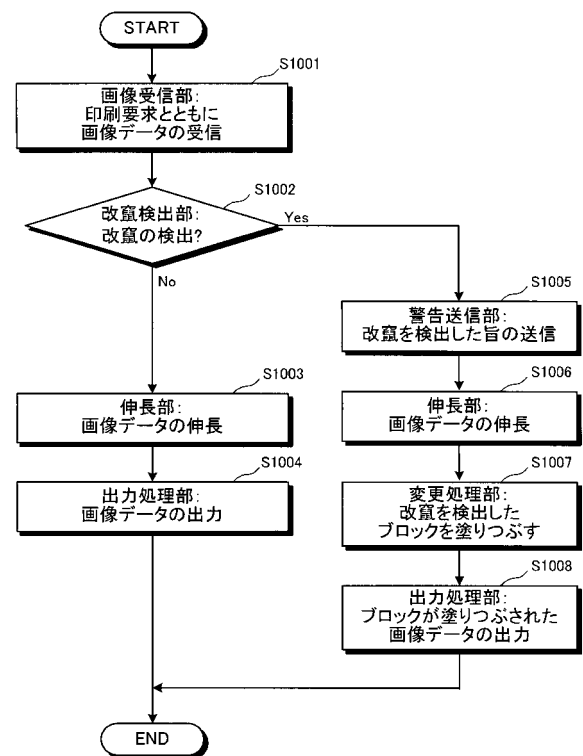 START
S1001
画像受信部:
印刷要求とともに
画像データの受信
S1002
改竄検出部:
改竄の検出?
Yes
No
S1005
警告送信部:
改竄を検出した旨の送信
S1003
伸長部:
画像データの伸長
S1006
伸長部:
画像データの伸長
S1004
出力処理部:
画像データの出力
S1007
変更処理部:
改竄を検出した
ブロックを塗りつぶす
S1008
出力処理部:
ブロックが塗りつぶされた
画像データの出力
END